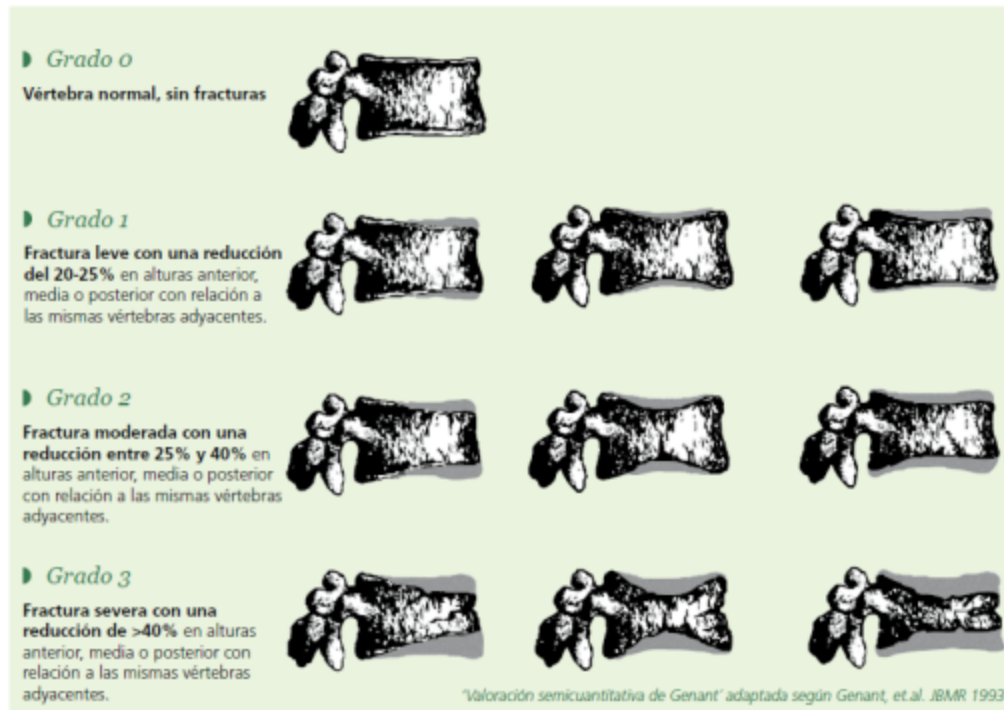 Grado 0
Vértebra normal, sin fracturas
Grado 1
Fractura leve con una reducción
del 20-25% en alturas anterior,
media o posterior con relación a
las mismas vértebras adyacentes.
Grado 2
Fractura moderada con una
reducción entre 25% y 40% en
alturas anterior, media o posterior
con relación a las mismas vértebras
adyacentes.
Grado 3
Fractura severa con una
reducción de >40% en alturas
anterior, media o posterior con
relación a las mismas vértebras
adyacentes.
'Valoración semicuantitativa de Genant' adaptada según Genant, et.al. JBMR 1993